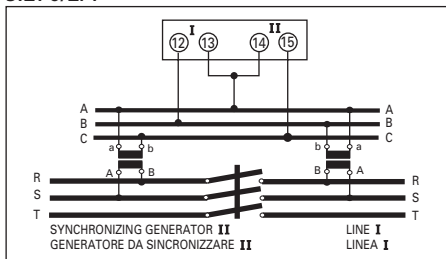 I II
12 13 14 15
A A
B B
C C
a b b a
A B B A
R R
S S
T T
SYNCHRONIZING GENERATOR II LINE I
GENERATORE DA SINCRONIZZARE II LINEA I